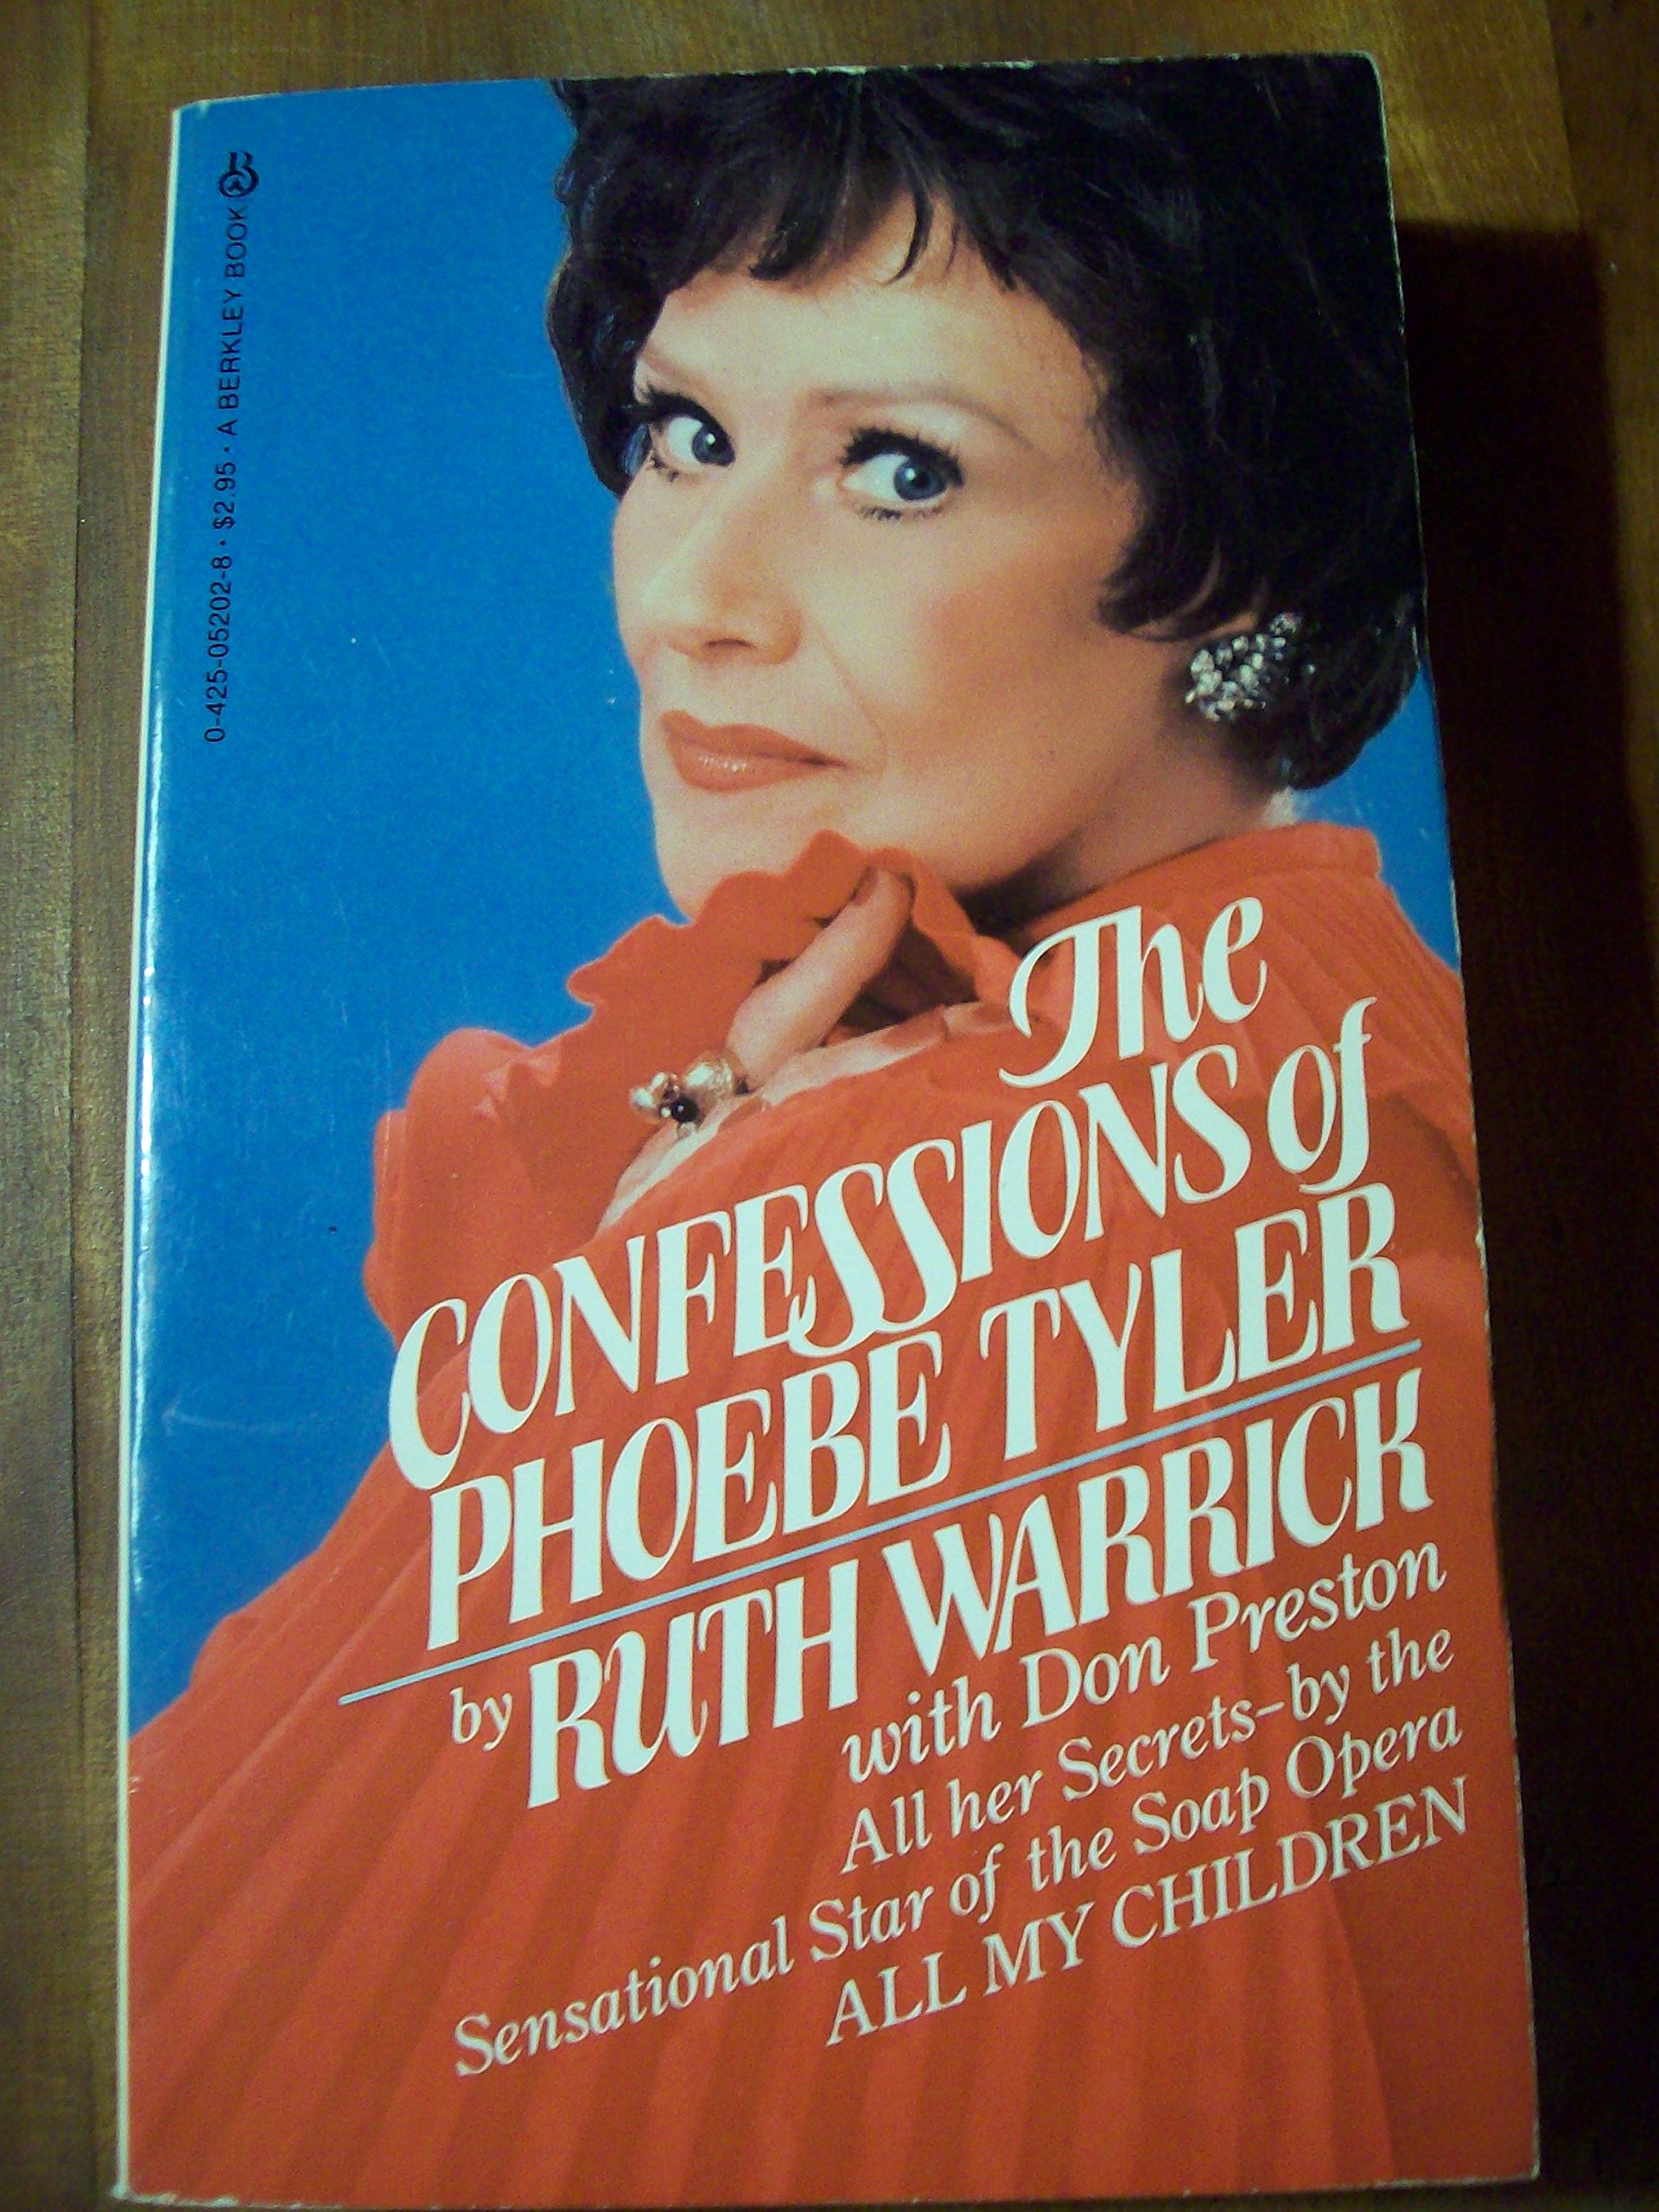 0-425-05202-8 • $2.95 • A BERKLEY BOOK
The
CONFESSIONS of
PHOEBE TYLER
by RUTH WARRICK
with Don Preston
All her Secrets-by the
Sensational Star of the Soap Opera
ALL MY CHILDREN